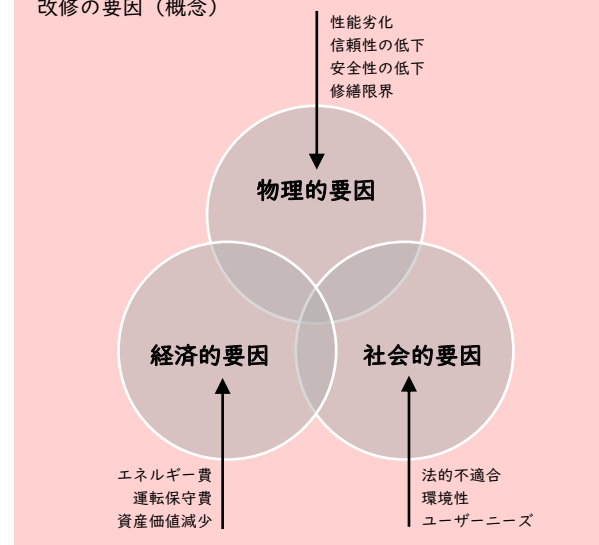 改修の要因（概念）
性能劣化
信頼性の低下
安全性の低下
修繕限界
物理的要因
経済的要因
社会的要因
エネルギー費
運転保守費
資産価値減少
法的不適合
環境性
ユーザーニーズ